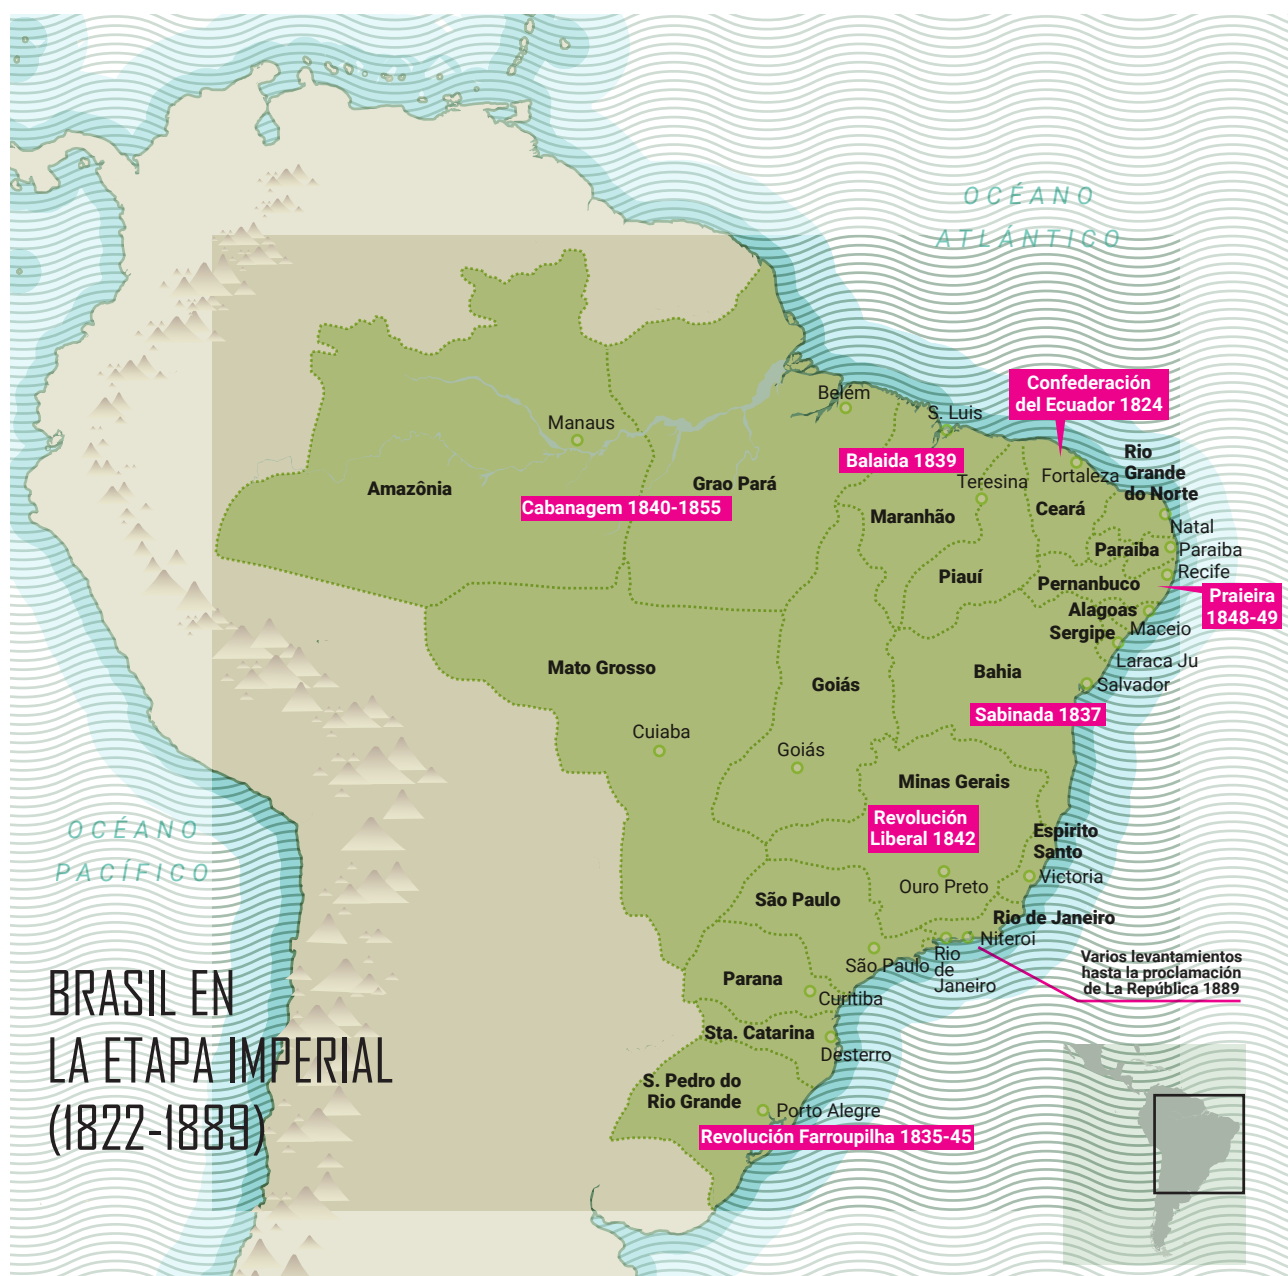 OCÉANO
ATLÁNTICO
Confederación
del Ecuador 1824
Belém
S. Luis
Manaus
Balaida 1839
Rio
Grande
do Norte
Teresina
Fortaleza
Amazônia
Grao Pará
Cabanagem 1840-1855
Maranhão
Ceará
Natal
Paraiba
Paraiba
Recife
Piauí
Pernanbuco
Praieira
1848-49
Alagoas
Maceio
Sergipe
Laraca Ju
Mato Grosso
Goiás
Bahia
Salvador
Sabinada 1837
Cuiaba
Goiás
Minas Gerais
Revolución
Liberal 1842
Espirito
Santo
OCÉANO
PACÍFICO
Victoria
Ouro Preto
São Paulo
Rio de Janeiro
Niteroi
São Paulo
Rio
de
Janeiro
Varios levantamientos
hasta la proclamación
de La República 1889
Parana
Curitiba
BRASIL EN
LA ETAPA IMPERIAL
(1822-1889)
Sta. Catarina
Desterro
S. Pedro do
Rio Grande
Porto Alegre
Revolución Farroupilha 1835-45